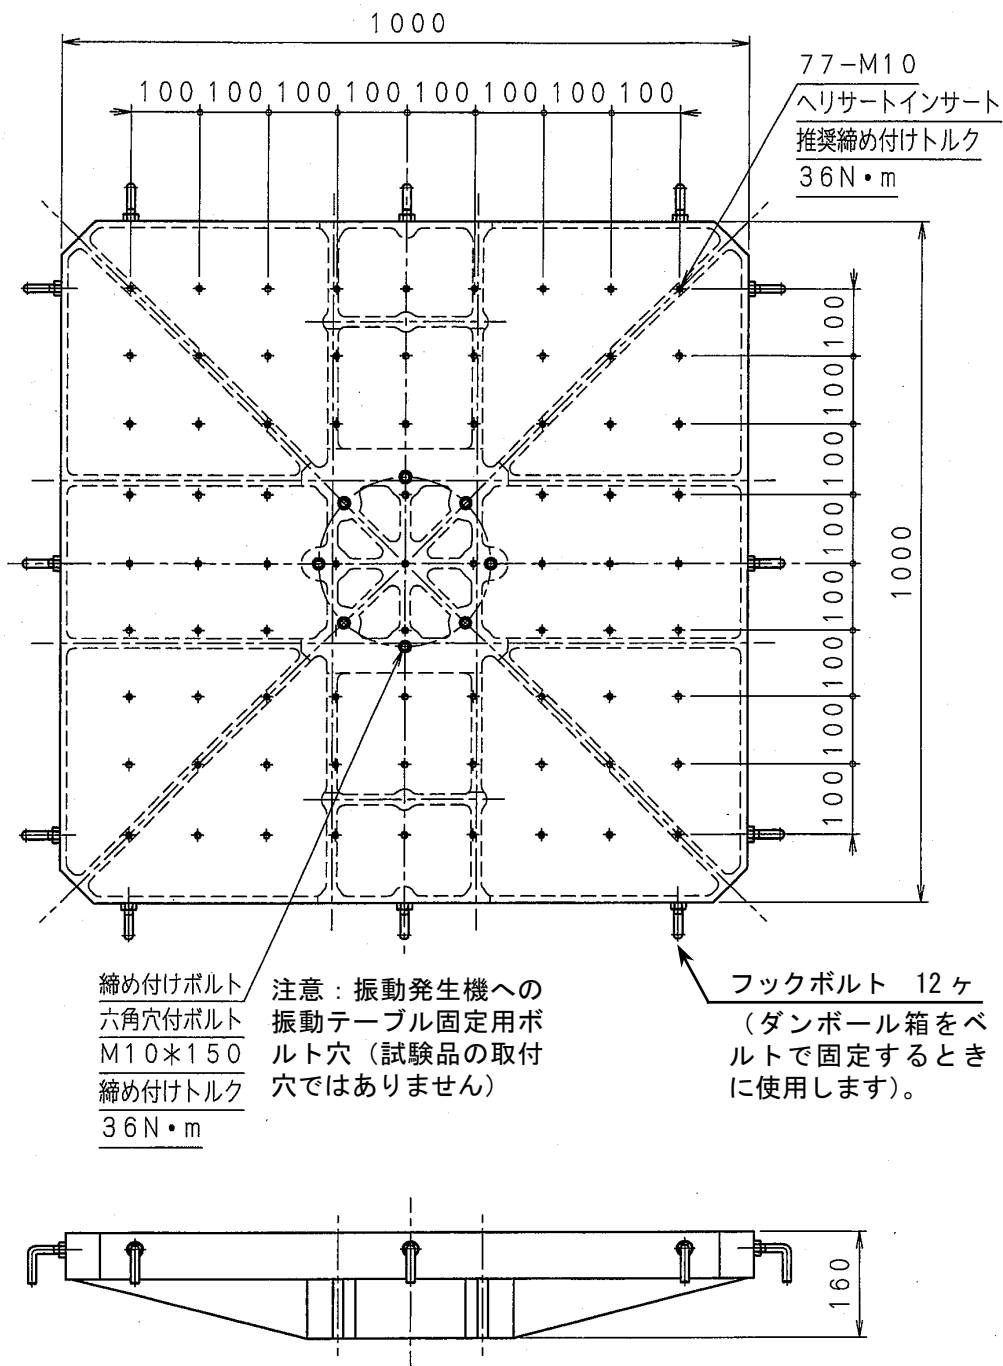 1000
100 100 100 100 100 100 100 100
77-M10
ヘリサートインサート
推奨締め付けトルク
36N・m
100
100
100
100
100
100
100
100
1000
締め付けボルト
六角穴付ボルト
M10*150
締め付けトルク
36N・m
注意：振動発生機への
振動テーブル固定用ボ
ルト穴（試験品の取付
穴ではありません）
フックボルト　12ヶ
（ダンボール箱をベ
ルトで固定するとき
に使用します）。
160